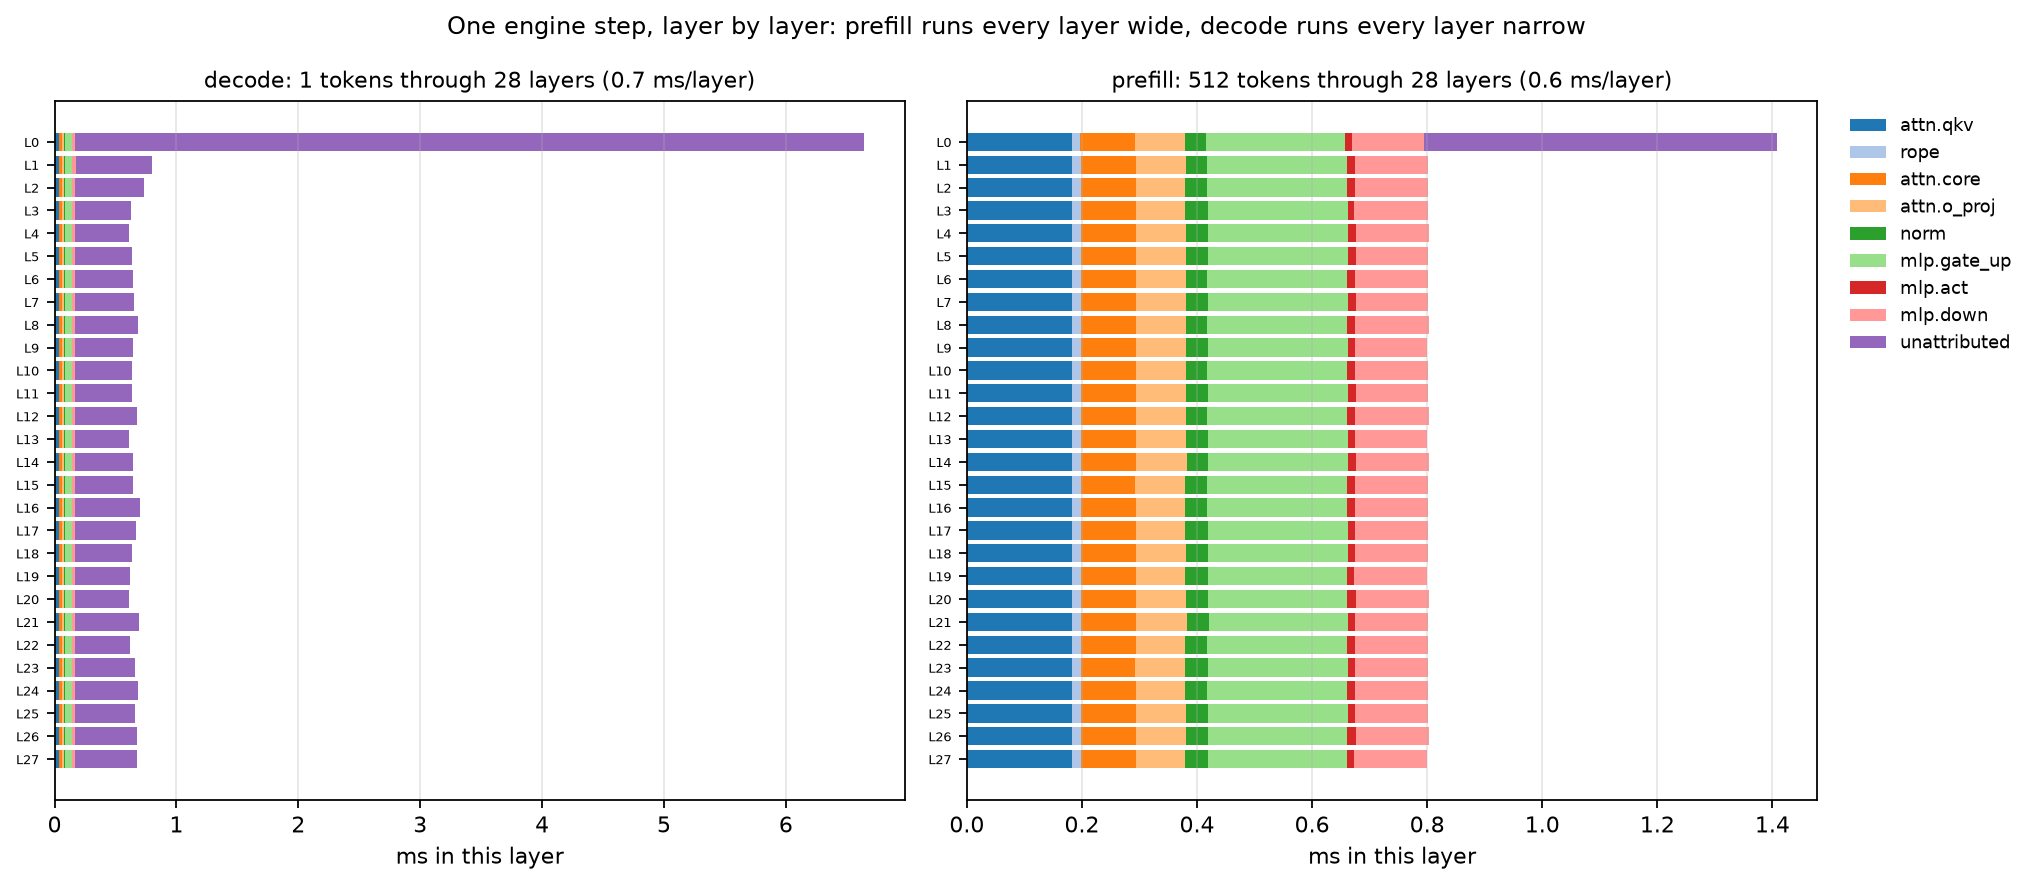 One engine step, layer by layer: prefill runs every layer wide, decode runs every layer narrow
decode: 1 tokens through 28 layers (0.7 ms/layer)
L0
L1
L2
L3
L4
L5
L6
L7
L8
L9
L10
L11
L12
L13
L14
L15
L16
L17
L18
L19
L20
L21
L22
L23
L24
L25
L26
L27
0 1 2 3 4 5 6
ms in this layer
prefill: 512 tokens through 28 layers (0.6 ms/layer)
L0
L1
L2
L3
L4
L5
L6
L7
L8
L9
L10
L11
L12
L13
L14
L15
L16
L17
L18
L19
L20
L21
L22
L23
L24
L25
L26
L27
0.0 0.2 0.4 0.6 0.8 1.0 1.2 1.4
ms in this layer
attn.qkv
rope
attn.core
attn.o_proj
norm
mlp.gate_up
mlp.act
mlp.down
unattributed